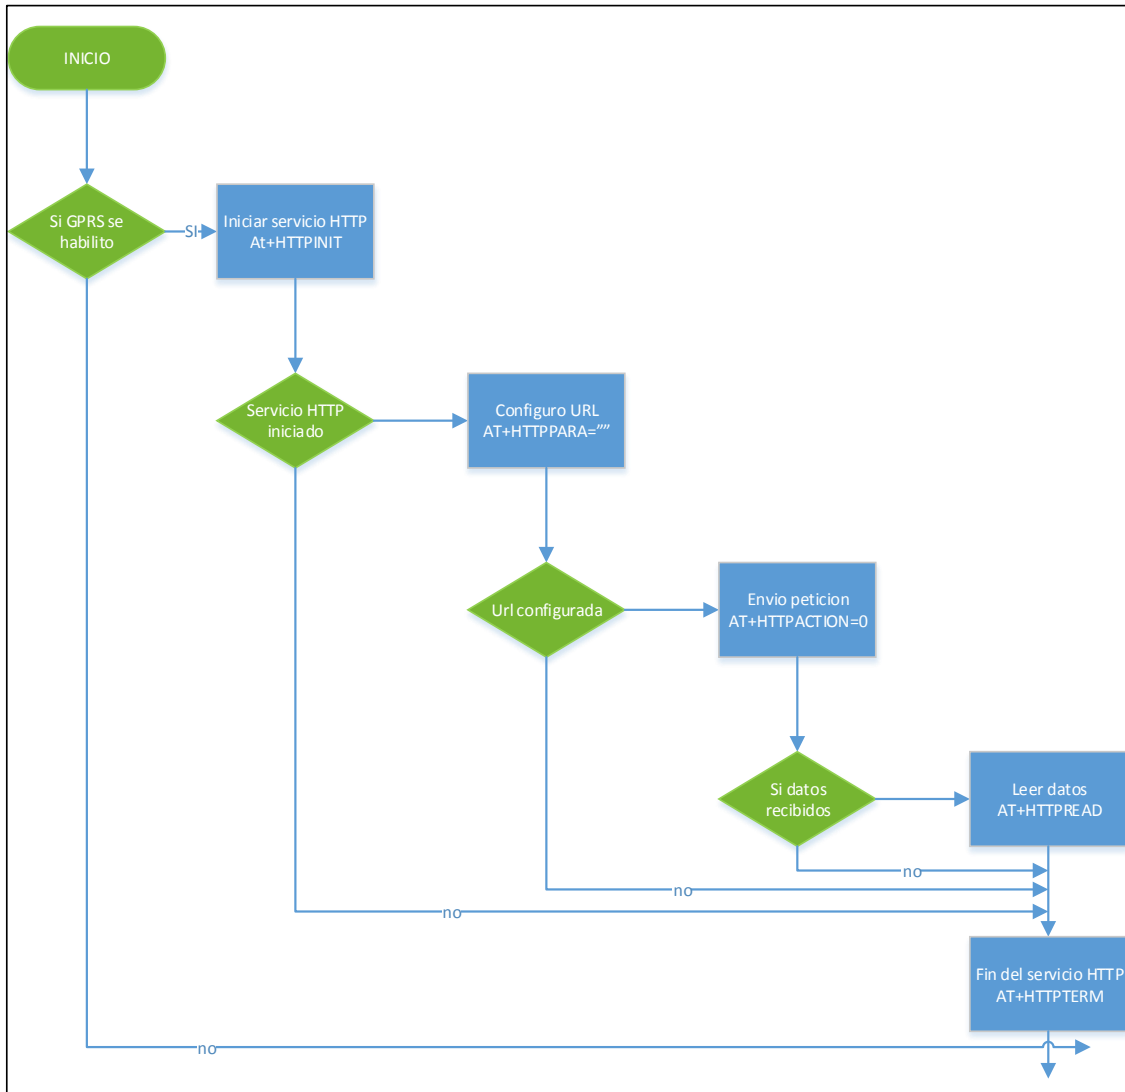 INICIO
Si GPRS se
habilito
SI
Iniciar servicio HTTP
At+HTTPINIT
Servicio HTTP
iniciado
Configuro URL
AT+HTTPPARA=””
Url configurada
Envio peticion
AT+HTTPACTION=0
Si datos
recibidos
Leer datos
AT+HTTPREAD
no
no
no
Fin del servicio HTTP
AT+HTTPTERM
no